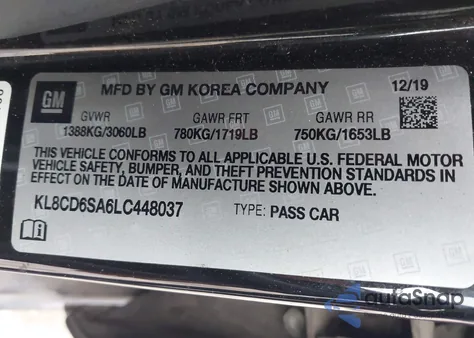 MFD BY GM KOREA COMPANY 12/19
GM
GVWR GAWR FRT GAWR RR
1388KG/3060LB 780KG/1719LB 750KG/1653LB
THIS VEHICLE CONFORMS TO ALL APPLICABLE U.S. FEDERAL MOTOR
VEHICLE SAFETY, BUMPER, AND THEFT PREVENTION STANDARDS IN
EFFECT ON THE DATE OF MANUFACTURE SHOWN ABOVE.
KL8CD6SA6LC448037 TYPE: PASS CAR
autoSnap